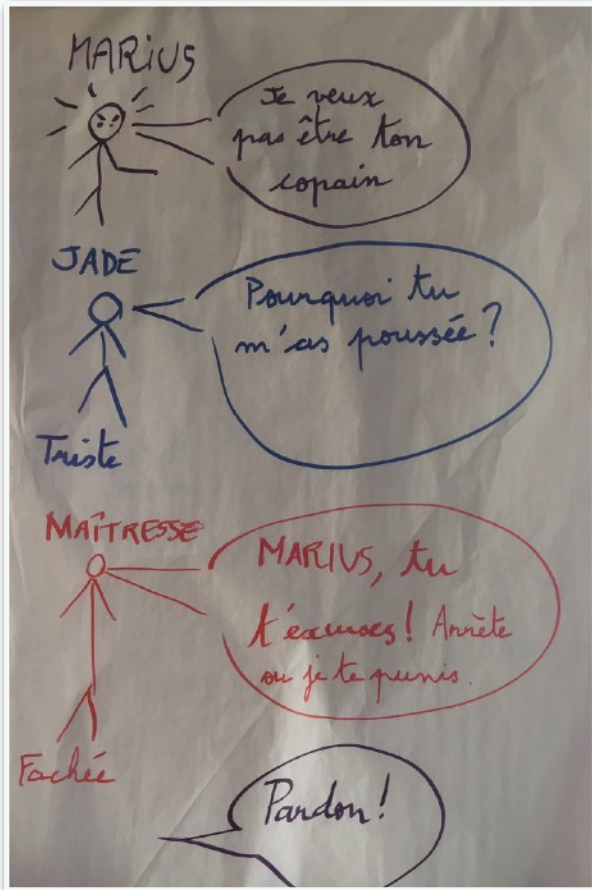 MARIUS
Je veux
pas être ton
copain
JADE
Pourquoi tu
m'as poussée ?
Triste
MAÎTRESSE
MARIUS, tu
t'excuses ! Arrête
ou je te punis.
Fachée
Pardon !